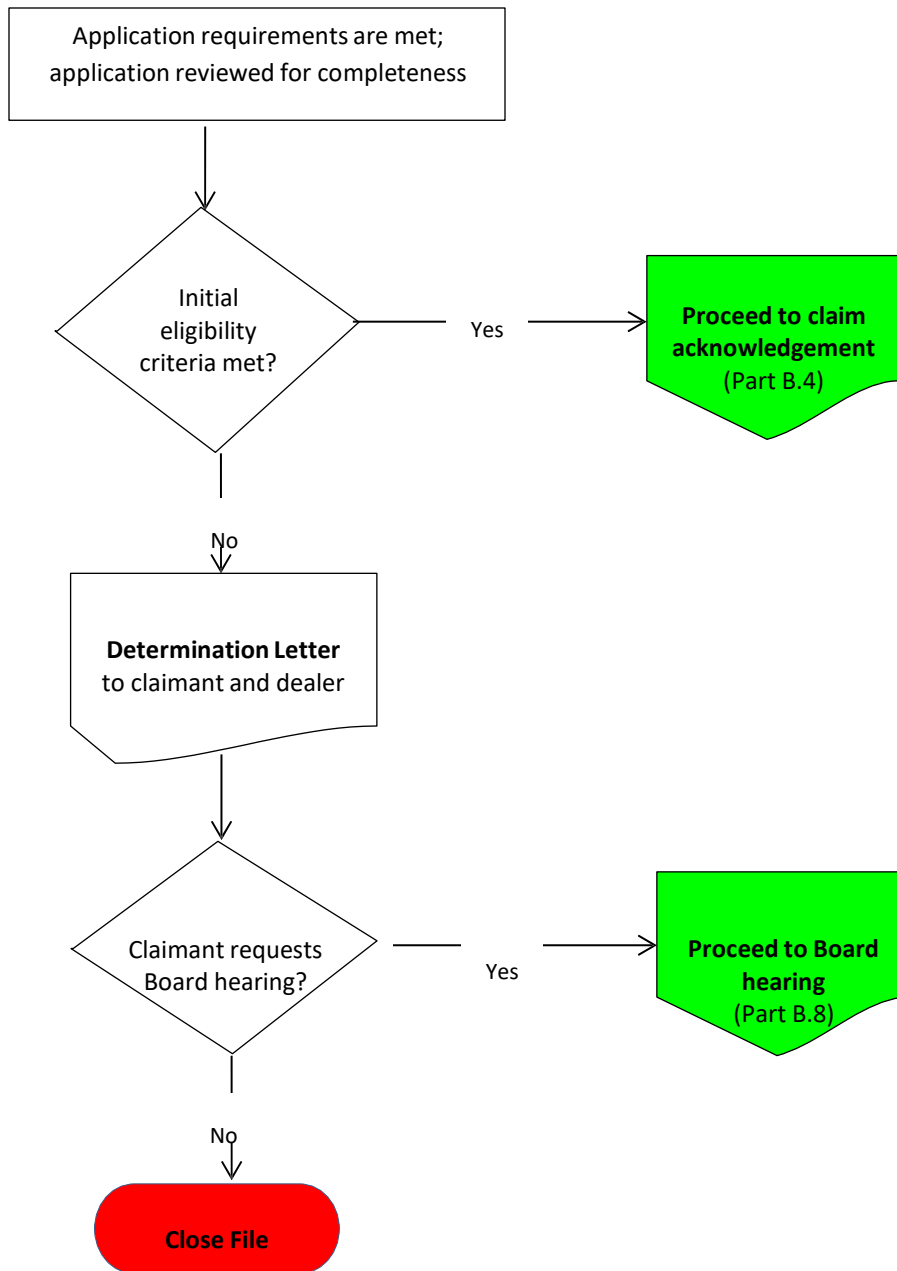 Application requirements are met;
application reviewed for completeness
Initial
eligibility
criteria met?
Yes
Proceed to claim
acknowledgement
(Part B.4)
No
Determination Letter
to claimant and dealer
Claimant requests
Board hearing?
Yes
Proceed to Board
hearing
(Part B.8)
No
Close File